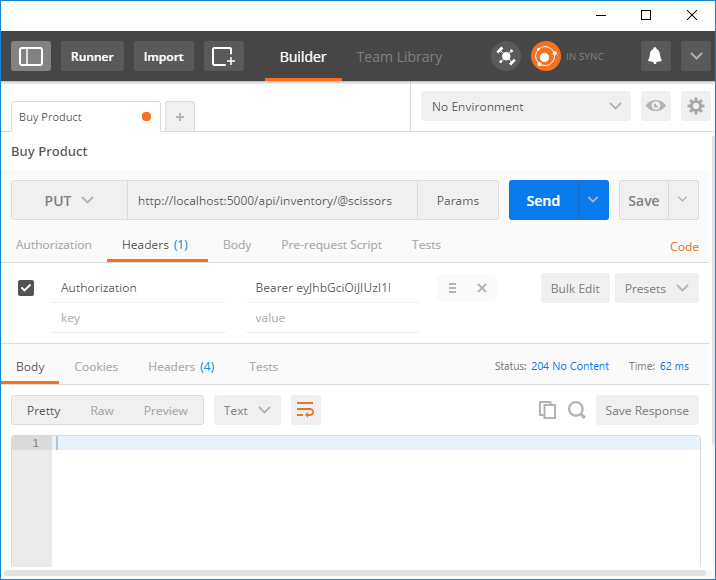 Runner Import Builder Team Library IN SYNC
Buy Product + No Environment
Buy Product
PUT http://localhost:5000/api/inventory/@scissors Params Send Save
Authorization Headers (1) Body Pre-request Script Tests Code
Authorization Bearer eyJhbGciOiJIUzI1I Bulk Edit Presets
key value
Body Cookies Headers (4) Tests Status: 204 No Content Time: 62 ms
Pretty Raw Preview Text Save Response
1